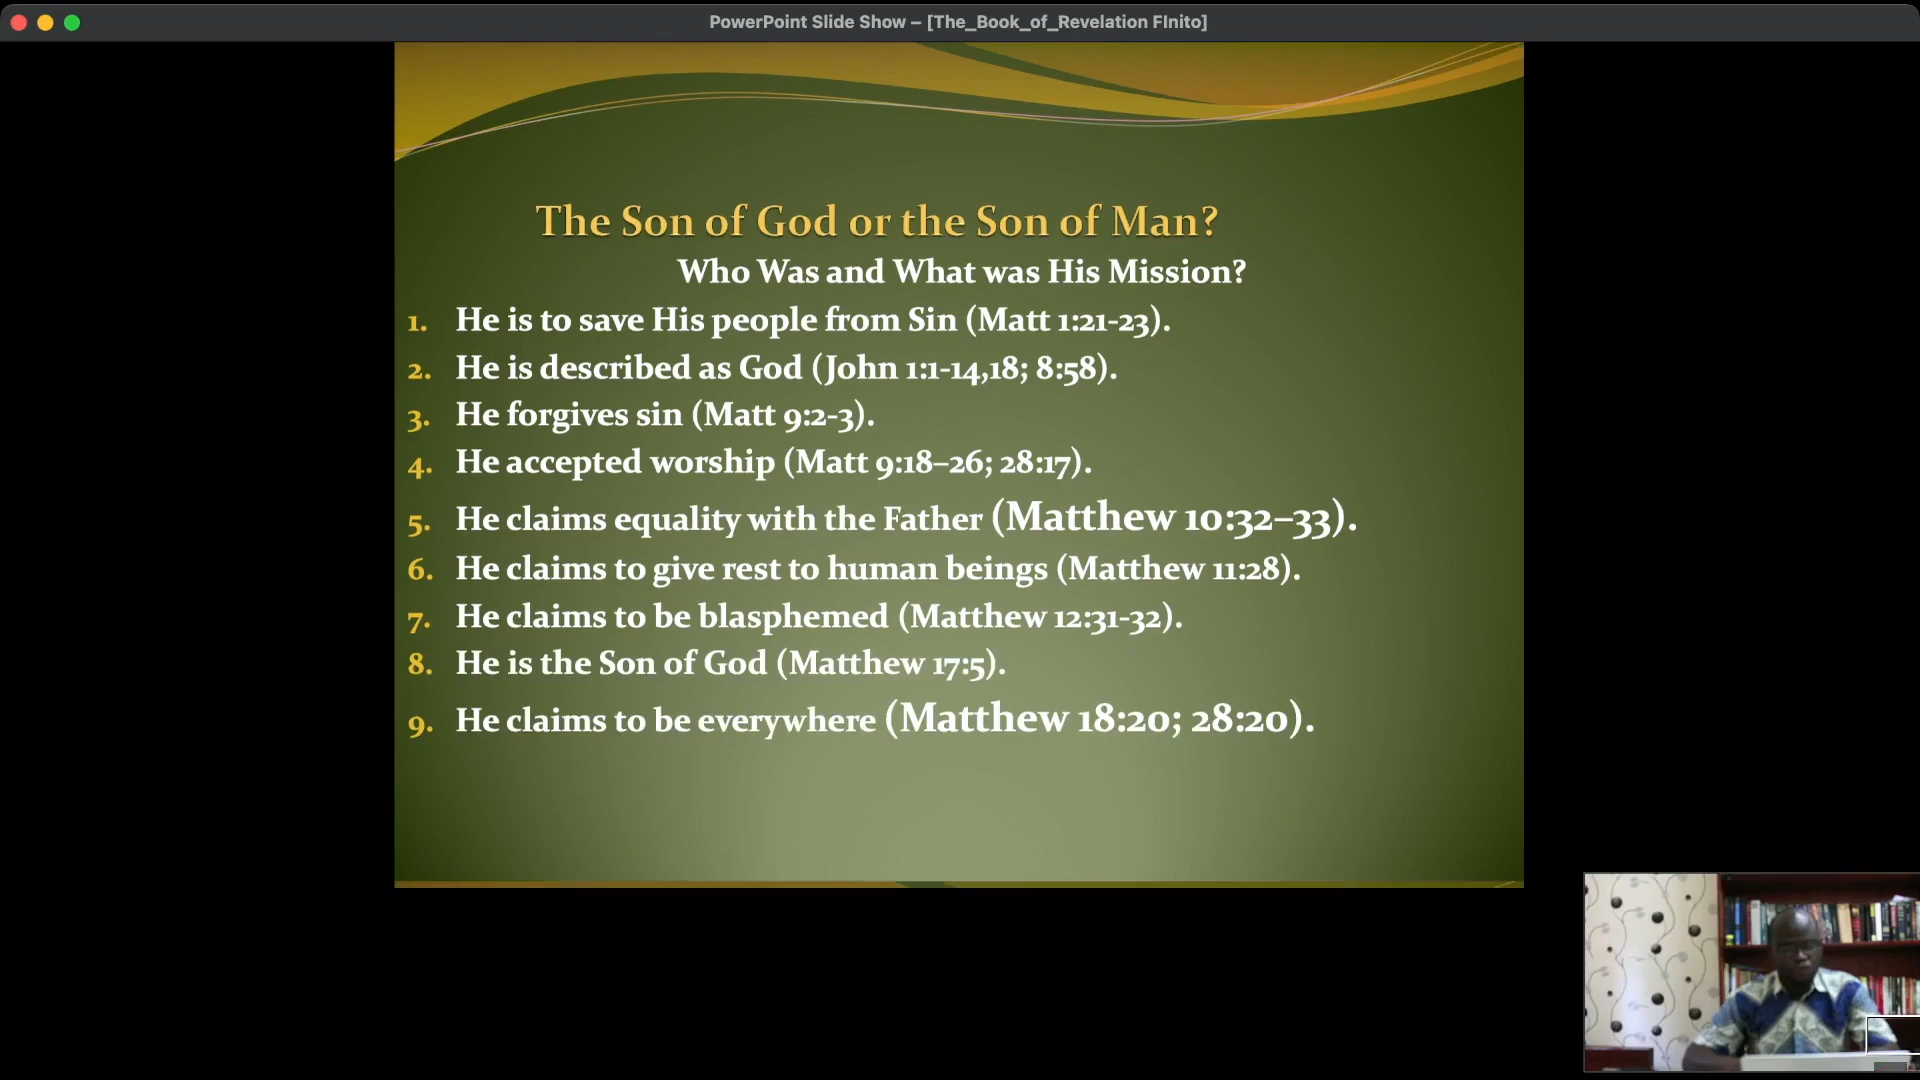 PowerPoint Slide Show – [The_Book_of_Revelation FInito]
The Son of God or the Son of Man?
Who Was and What was His Mission?
1. He is to save His people from Sin (Matt 1:21-23).
2. He is described as God (John 1:1-14,18; 8:58).
3. He forgives sin (Matt 9:2-3).
4. He accepted worship (Matt 9:18–26; 28:17).
5. He claims equality with the Father (Matthew 10:32–33).
6. He claims to give rest to human beings (Matthew 11:28).
7. He claims to be blasphemed (Matthew 12:31-32).
8. He is the Son of God (Matthew 17:5).
9. He claims to be everywhere (Matthew 18:20; 28:20).